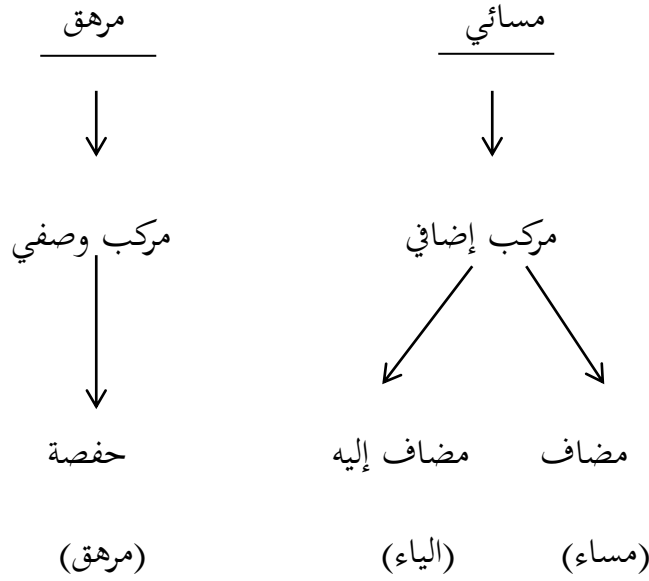 مسائي مرهق
مركب إضافي مركب وصفي
مضاف مضاف إليه حفصة
(مساء) (الياء) (مرهق)